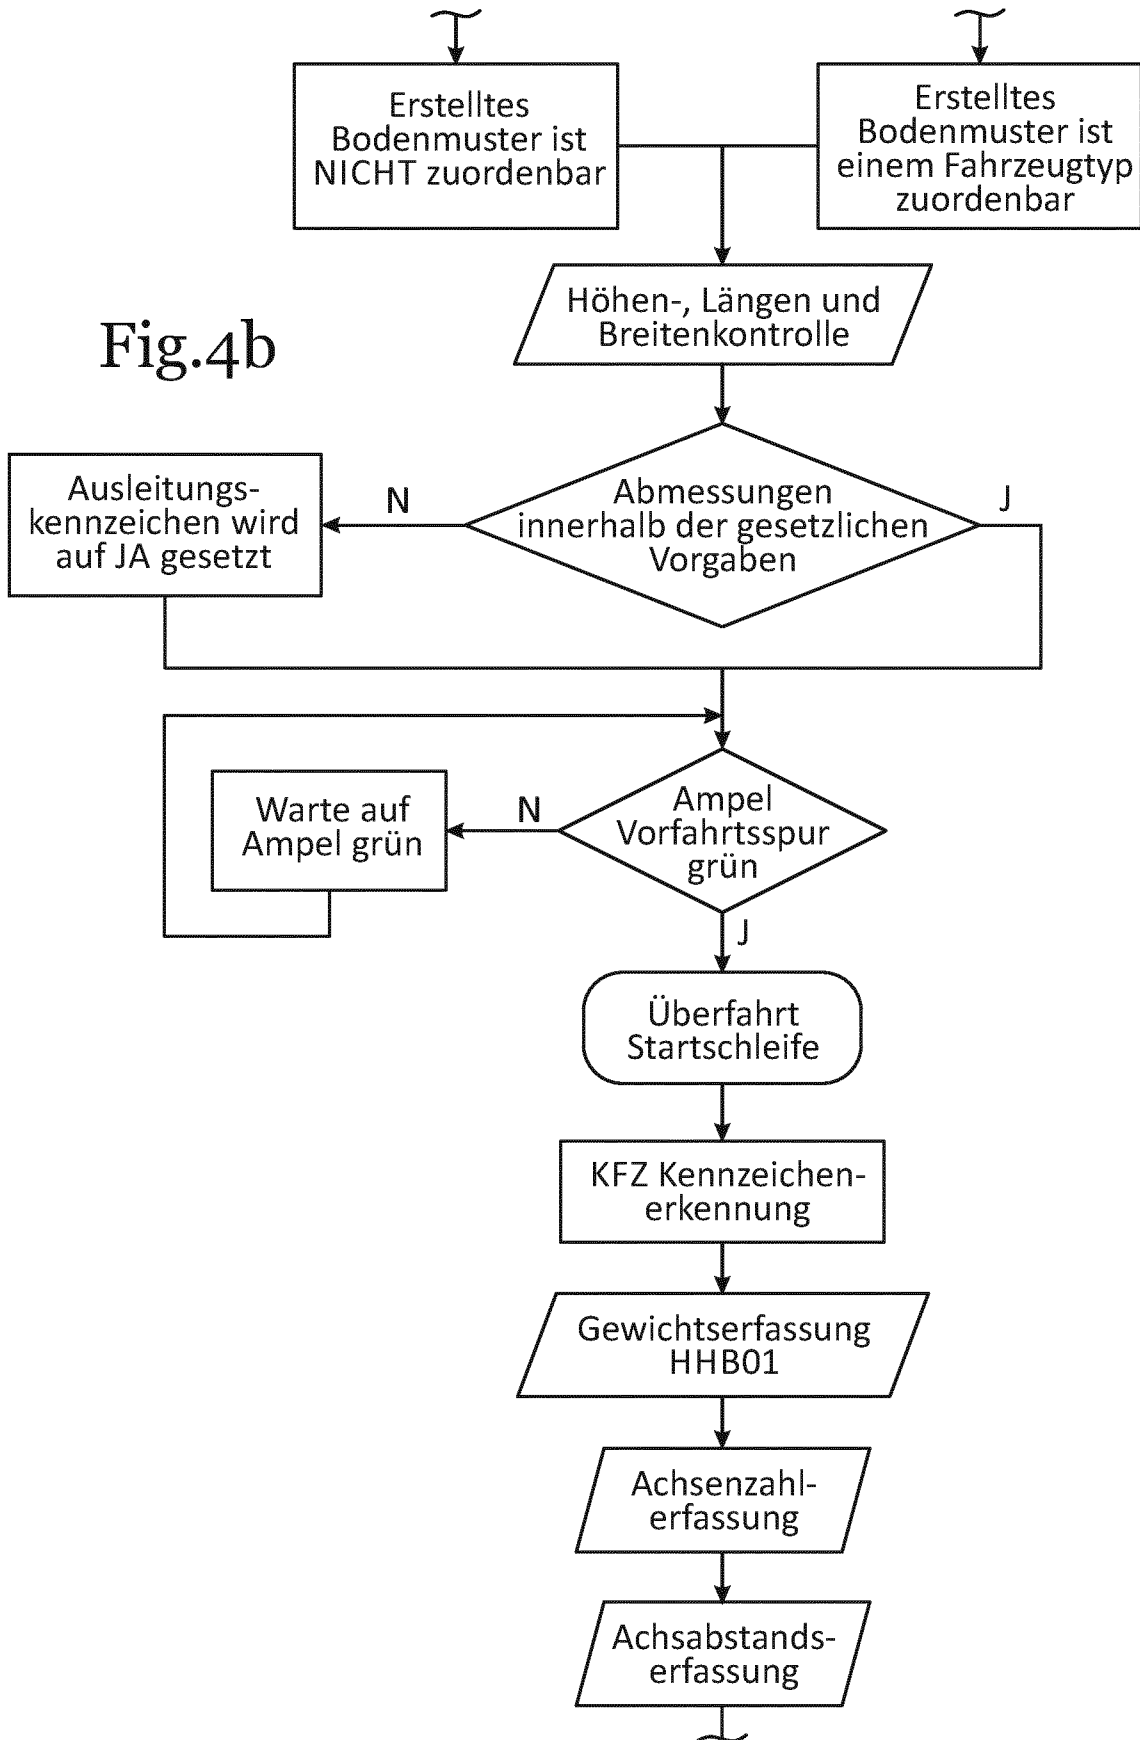 Erstelltes
Bodenmuster ist
NICHT zuordenbar
Erstelltes
Bodenmuster ist
einem Fahrzeugtyp
zuordenbar
Höhen-, Längen und
Breitenkontrolle
Fig.4b
Ausleitungs-
kennzeichen wird
auf JA gesetzt
N
Abmessungen
innerhalb der gesetzlichen
Vorgaben
J
Warte auf
Ampel grün
N
Ampel
Vorfahrtsspur
grün
J
Überfahrt
Startschleife
KFZ Kennzeichen-
erkennung
Gewichtserfassung
HHB01
Achsenzahl-
erfassung
Achsabstands-
erfassung